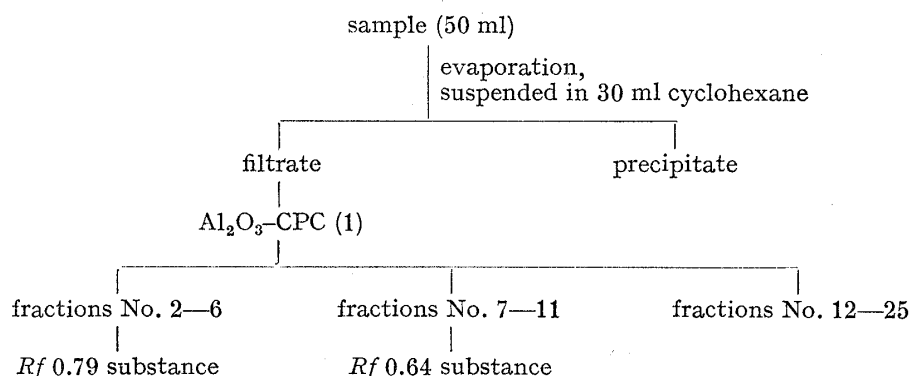 sample (50 ml)
evaporation,
suspended in 30 ml cyclohexane
filtrate
precipitate
Al₂O₃–CPC (1)
fractions No. 2—6
fractions No. 7—11
fractions No. 12—25
Rf 0.79 substance
Rf 0.64 substance